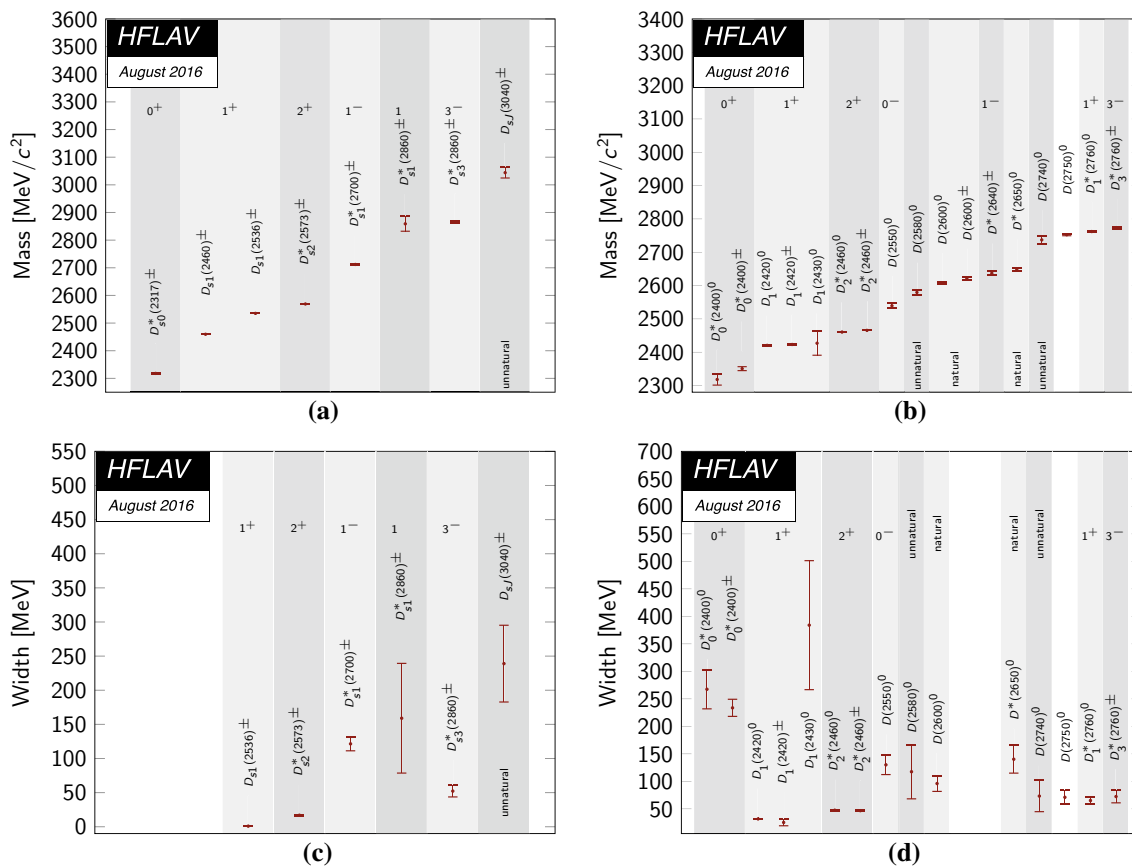 3600
3500
3400
3300
3200
3100
3000
2900
2800
2700
2600
2500
2400
2300
Mass [MeV/c²]
HFLAV
August 2016
0⁺
1⁺
2⁺
1⁻
1
3⁻
D*s0(2317)±
Ds1(2460)±
Ds1(2536)±
D*s2(2573)±
D*s1(2700)±
D*s1(2860)±
D*s3(2860)±
DsJ(3040)±
unnatural
(a)
3400
3300
3200
3100
3000
2900
2800
2700
2600
2500
2400
2300
Mass [MeV/c²]
HFLAV
August 2016
0⁺
1⁺
2⁺
0⁻
1⁻
1⁺
3⁻
D*0(2400)⁰
D*0(2400)±
D1(2420)⁰
D1(2420)±
D1(2430)⁰
D*2(2460)⁰
D*2(2460)±
D(2550)⁰
D(2580)⁰
D(2600)⁰
D(2600)±
D*(2640)±
D*(2650)⁰
D(2740)⁰
D(2750)⁰
D*1(2760)⁰
D*3(2760)±
unnatural
natural
natural
unnatural
(b)
550
500
450
400
350
300
250
200
150
100
50
0
Width [MeV]
HFLAV
August 2016
1⁺
2⁺
1⁻
1
3⁻
Ds1(2536)±
D*s2(2573)±
D*s1(2700)±
D*s1(2860)±
D*s3(2860)±
DsJ(3040)±
unnatural
(c)
700
650
600
550
500
450
400
350
300
250
200
150
100
50
Width [MeV]
HFLAV
August 2016
0⁺
1⁺
2⁺
0⁻
unnatural
natural
natural
unnatural
1⁺
3⁻
D*0(2400)⁰
D*0(2400)±
D1(2420)⁰
D1(2420)±
D1(2430)⁰
D*2(2460)⁰
D*2(2460)±
D(2550)⁰
D(2580)⁰
D(2600)⁰
D*(2650)⁰
D(2740)⁰
D(2750)⁰
D*1(2760)⁰
D*3(2760)±
(d)